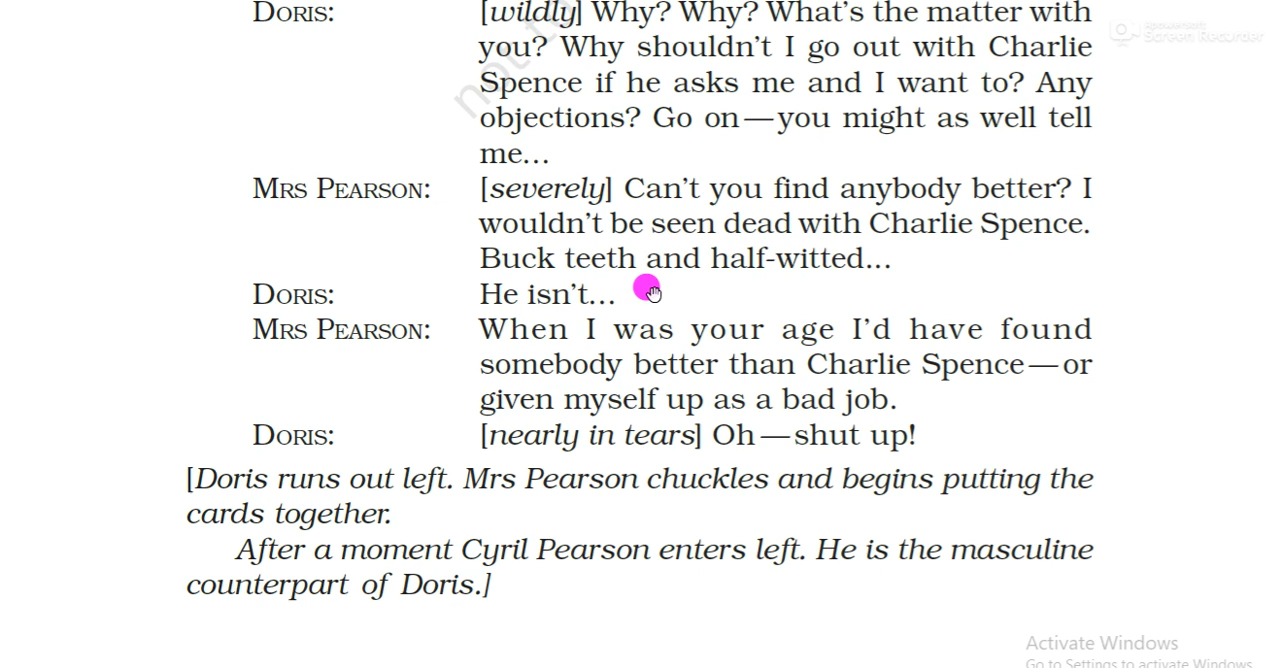 DORIS: [wildly] Why? Why? What's the matter with
you? Why shouldn't I go out with Charlie
Spence if he asks me and I want to? Any
objections? Go on—you might as well tell
me...
MRS PEARSON: [severely] Can't you find anybody better? I
wouldn't be seen dead with Charlie Spence.
Buck teeth and half-witted...
DORIS: He isn't...
MRS PEARSON: When I was your age I'd have found
somebody better than Charlie Spence—or
given myself up as a bad job.
DORIS: [nearly in tears] Oh—shut up!
[Doris runs out left. Mrs Pearson chuckles and begins putting the
cards together.
After a moment Cyril Pearson enters left. He is the masculine
counterpart of Doris.]
not
Apowersoft
Screen Recorder
Activate Windows
Go to Settings to activate Windows